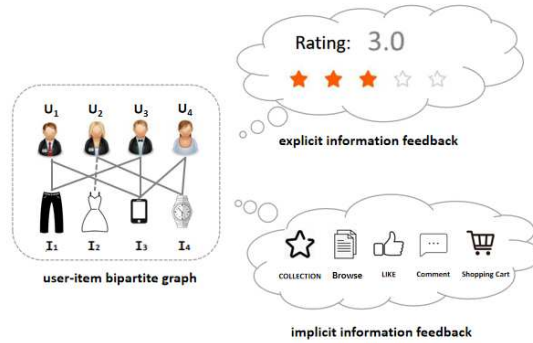 Rating: 3.0
explicit information feedback
U1 U2 U3 U4
I1 I2 I3 I4
user-item bipartite graph
COLLECTION Browse LIKE Comment Shopping Cart
implicit information feedback